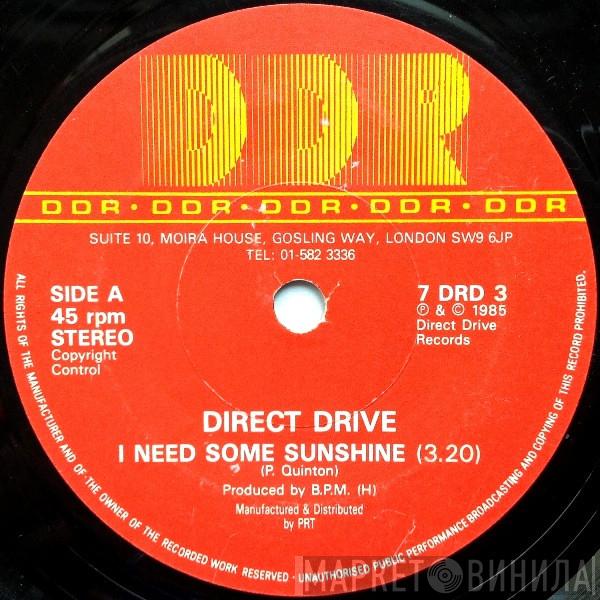 DDR
DDR · DDR · DDR · DDR · DDR
SUITE 10, MOIRA HOUSE, GOSLING WAY, LONDON SW9 6JP
TEL: 01-582 3336
SIDE A
45 rpm
STEREO
Copyright
Control
7 DRD 3
℗ & © 1985
Direct Drive
Records
DIRECT DRIVE
I NEED SOME SUNSHINE (3.20)
(P. Quinton)
Produced by B.P.M. (H)
Manufactured & Distributed
by PRT
ALL RIGHTS OF THE MANUFACTURER AND OF THE OWNER OF THE RECORDED WORK RESERVED · UNAUTHORISED PUBLIC PERFORMANCE BROADCASTING AND COPYING OF THIS RECORD PROHIBITED.
МАРКЕТ ВИНИЛА